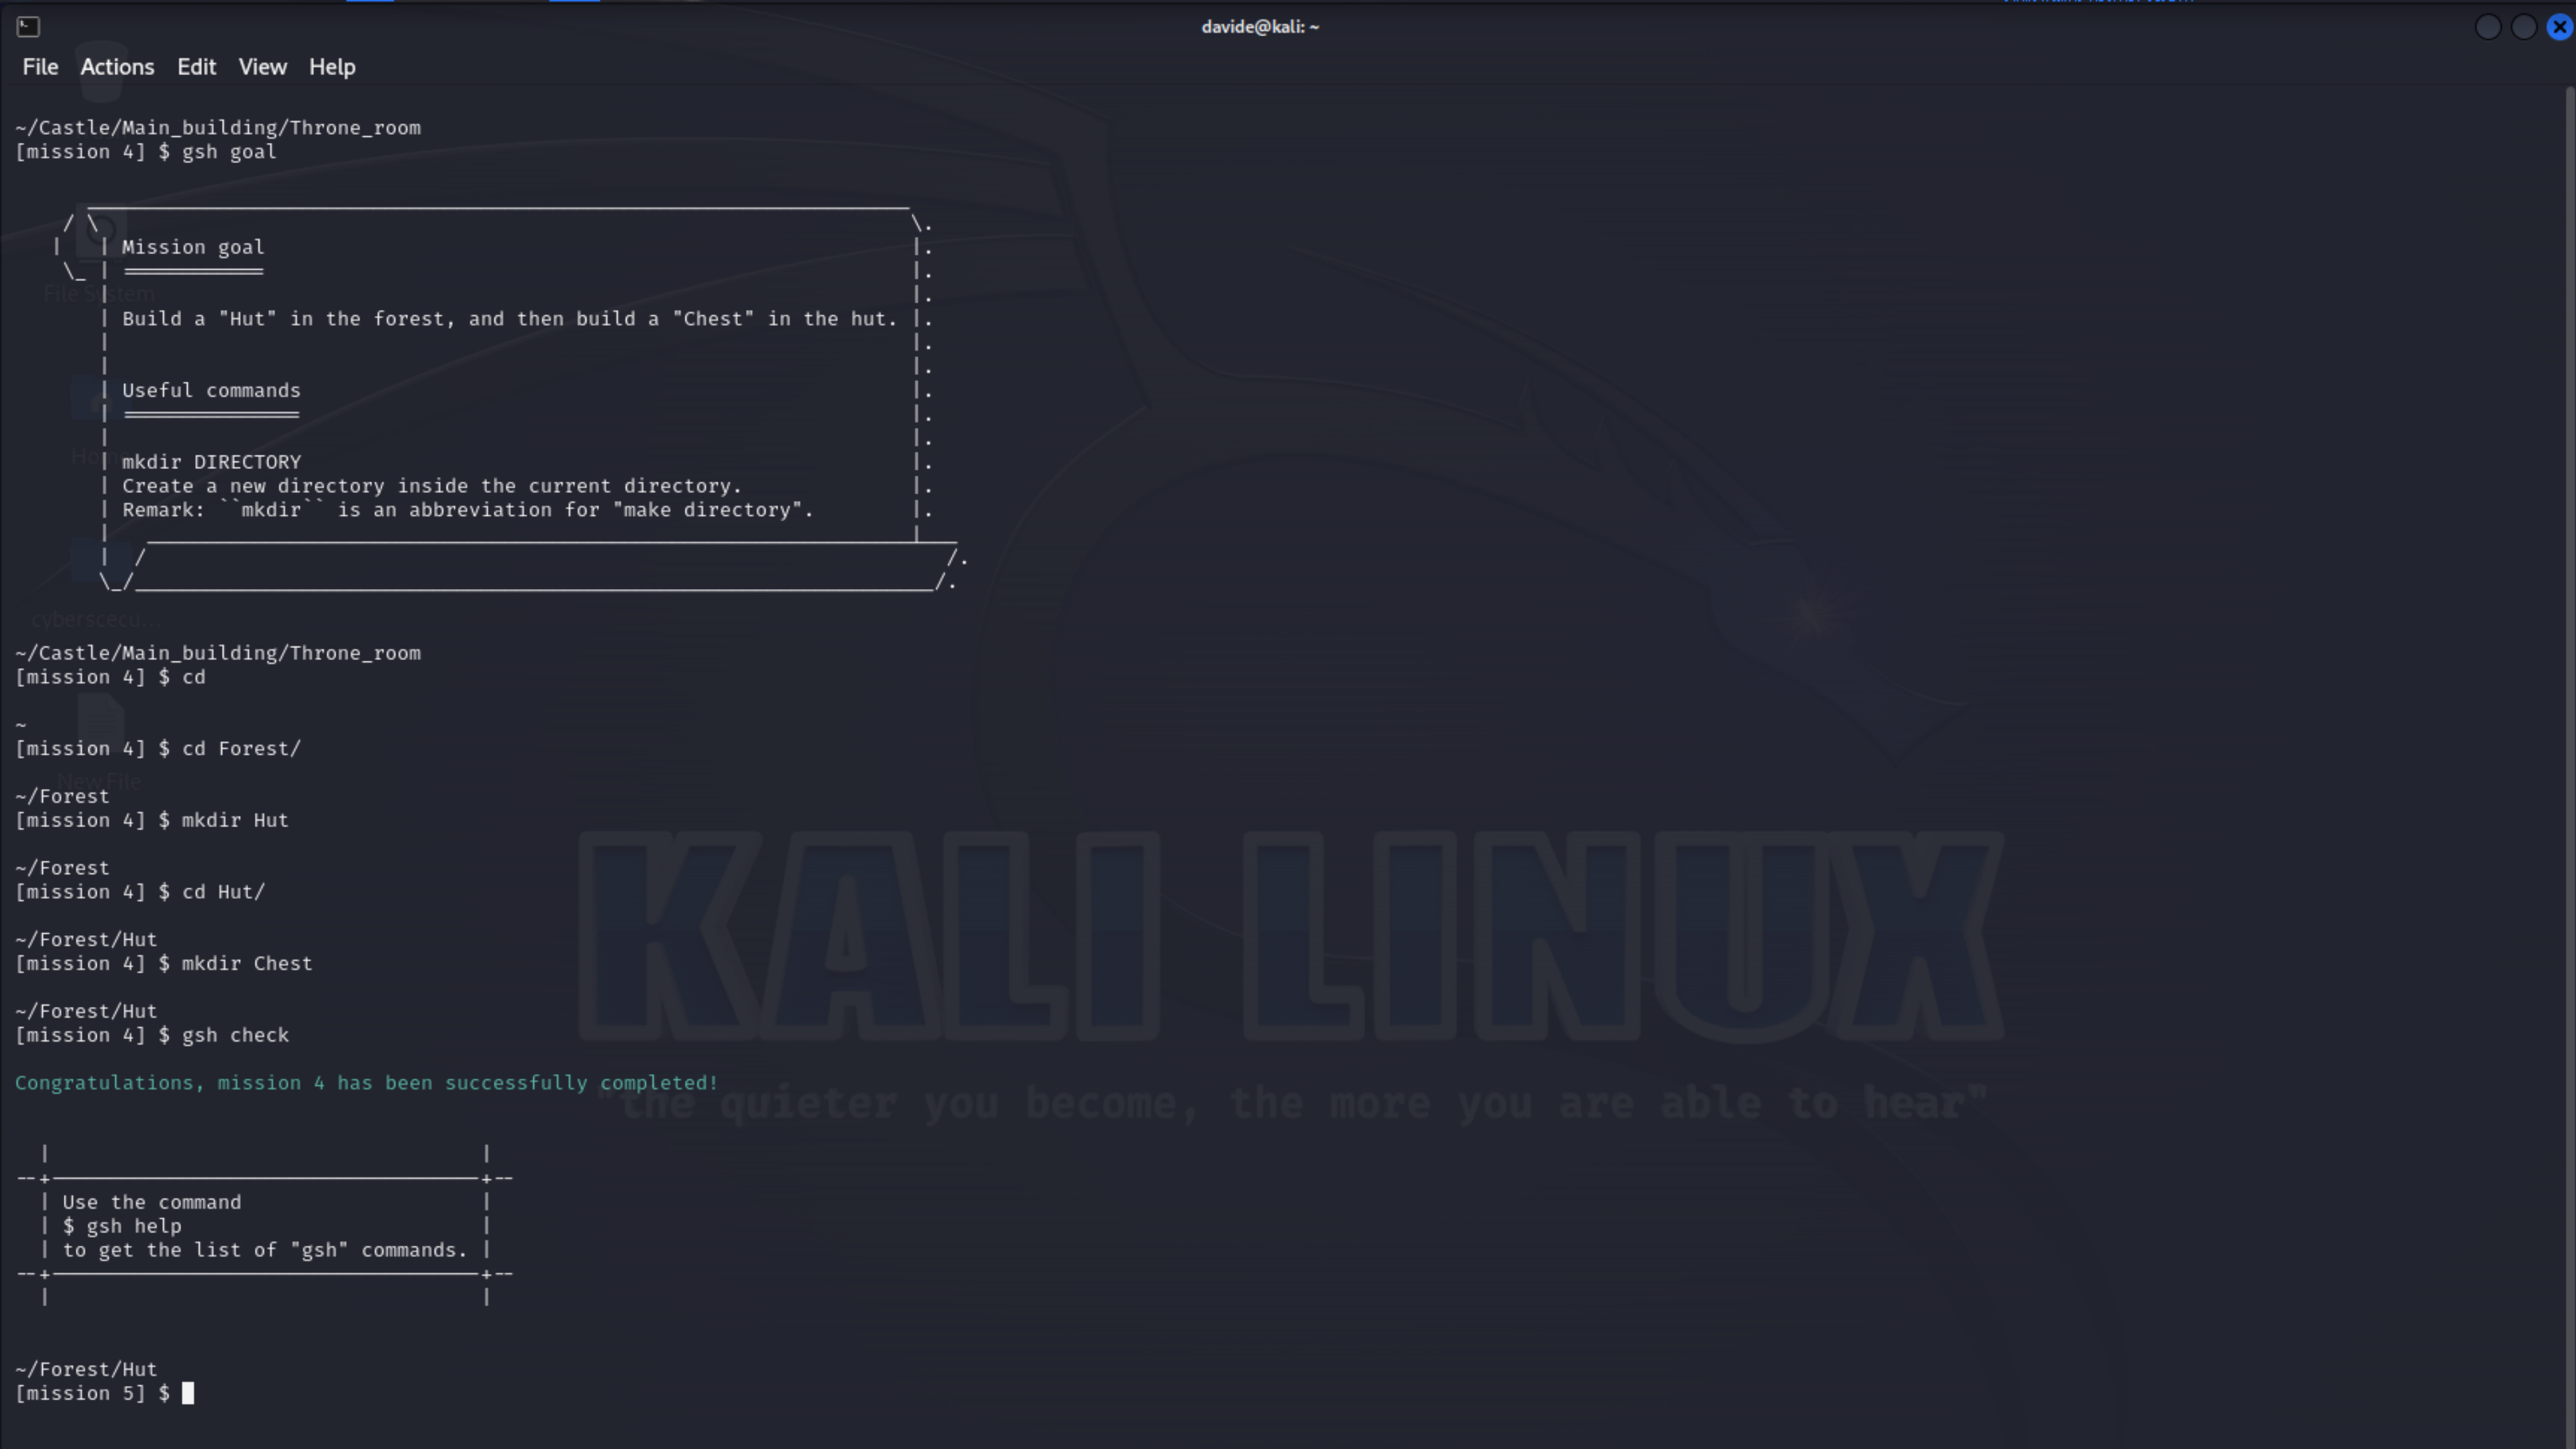 davide@kali: ~
File Actions Edit View Help
~/Castle/Main_building/Throne_room
[mission 4] $ gsh goal
Mission goal
============
Build a "Hut" in the forest, and then build a "Chest" in the hut.
Useful commands
===============
mkdir DIRECTORY
Create a new directory inside the current directory.
Remark: ``mkdir`` is an abbreviation for "make directory".
~/Castle/Main_building/Throne_room
[mission 4] $ cd
~
[mission 4] $ cd Forest/
~/Forest
[mission 4] $ mkdir Hut
~/Forest
[mission 4] $ cd Hut/
~/Forest/Hut
[mission 4] $ mkdir Chest
~/Forest/Hut
[mission 4] $ gsh check
Congratulations, mission 4 has been successfully completed!
Use the command
$ gsh help
to get the list of "gsh" commands.
~/Forest/Hut
[mission 5] $
File System
Home
cyberscecu...
New File
KALI LINUX
"the quieter you become, the more you are able to hear"